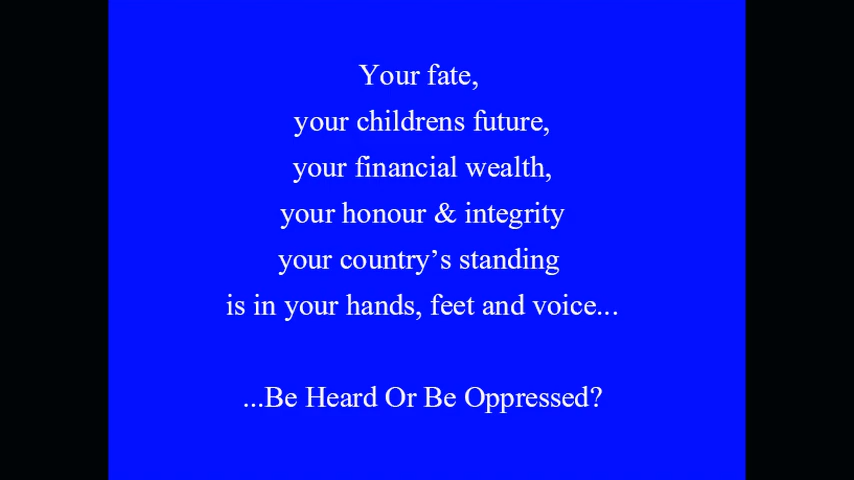 Your fate,
your childrens future,
your financial wealth,
your honour & integrity
your country’s standing
is in your hands, feet and voice...
...Be Heard Or Be Oppressed?